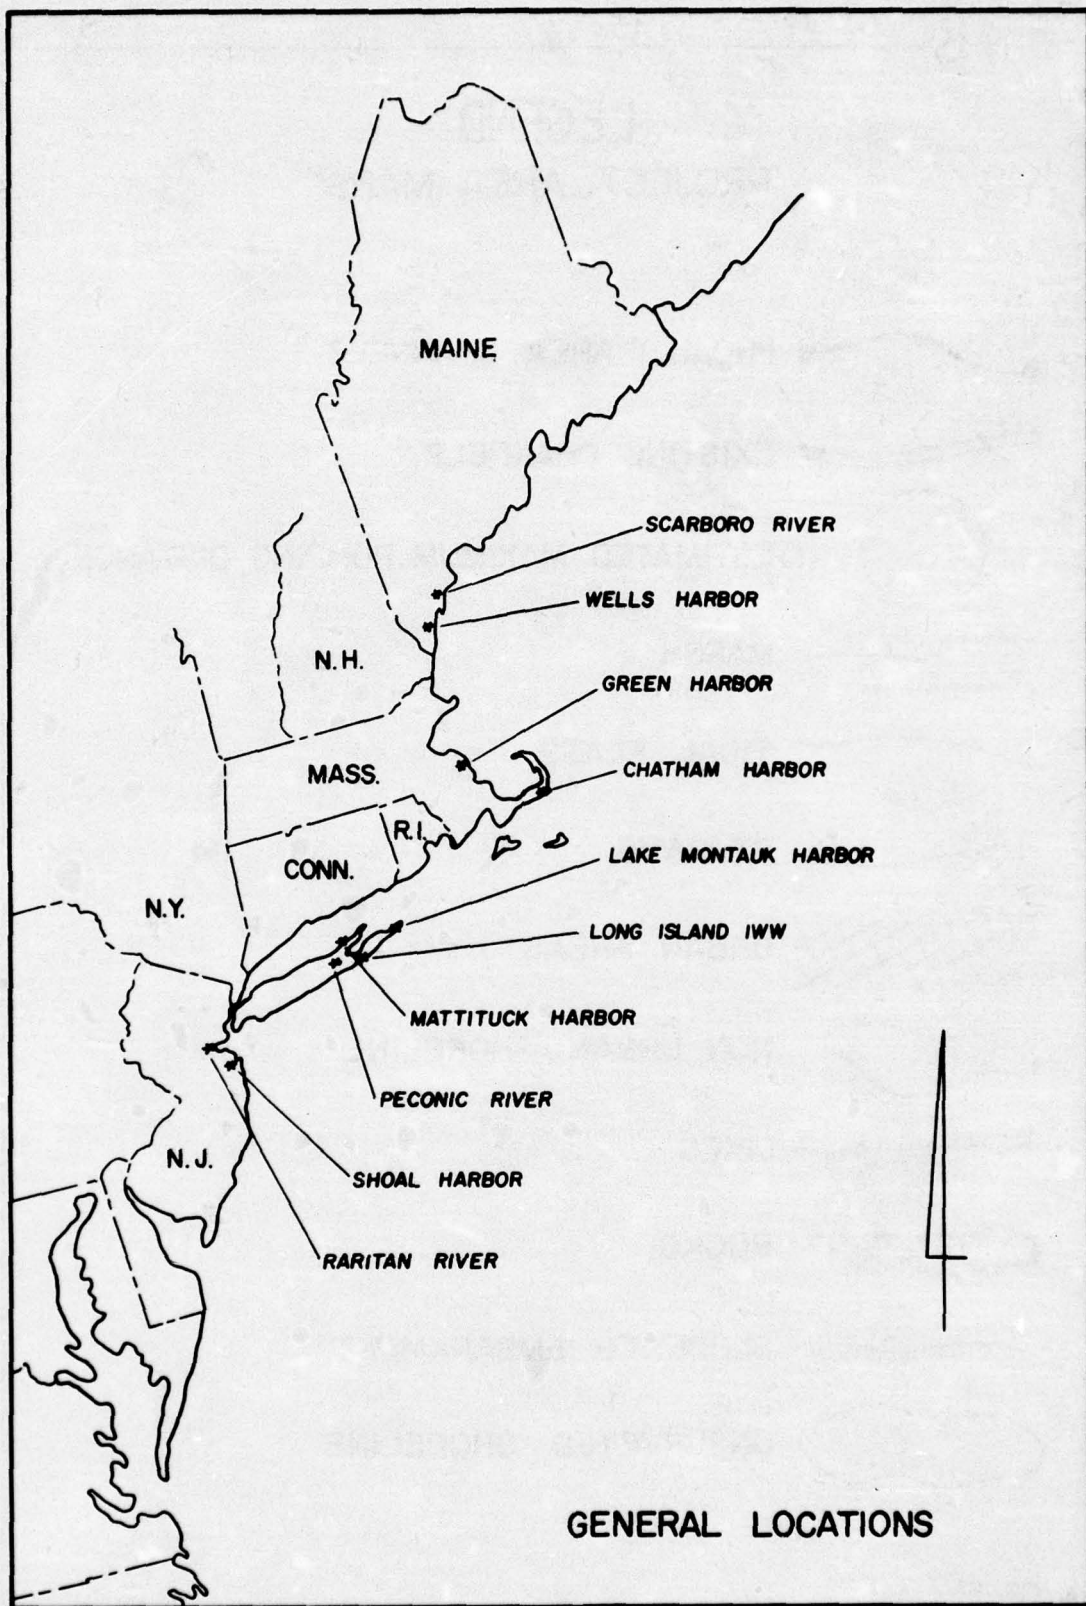 MAINE
SCARBORO RIVER
WELLS HARBOR
N.H.
GREEN HARBOR
MASS.
CHATHAM HARBOR
R.I.
CONN.
LAKE MONTAUK HARBOR
N.Y.
LONG ISLAND IWW
MATTITUCK HARBOR
PECONIC RIVER
N.J.
SHOAL HARBOR
RARITAN RIVER
GENERAL LOCATIONS